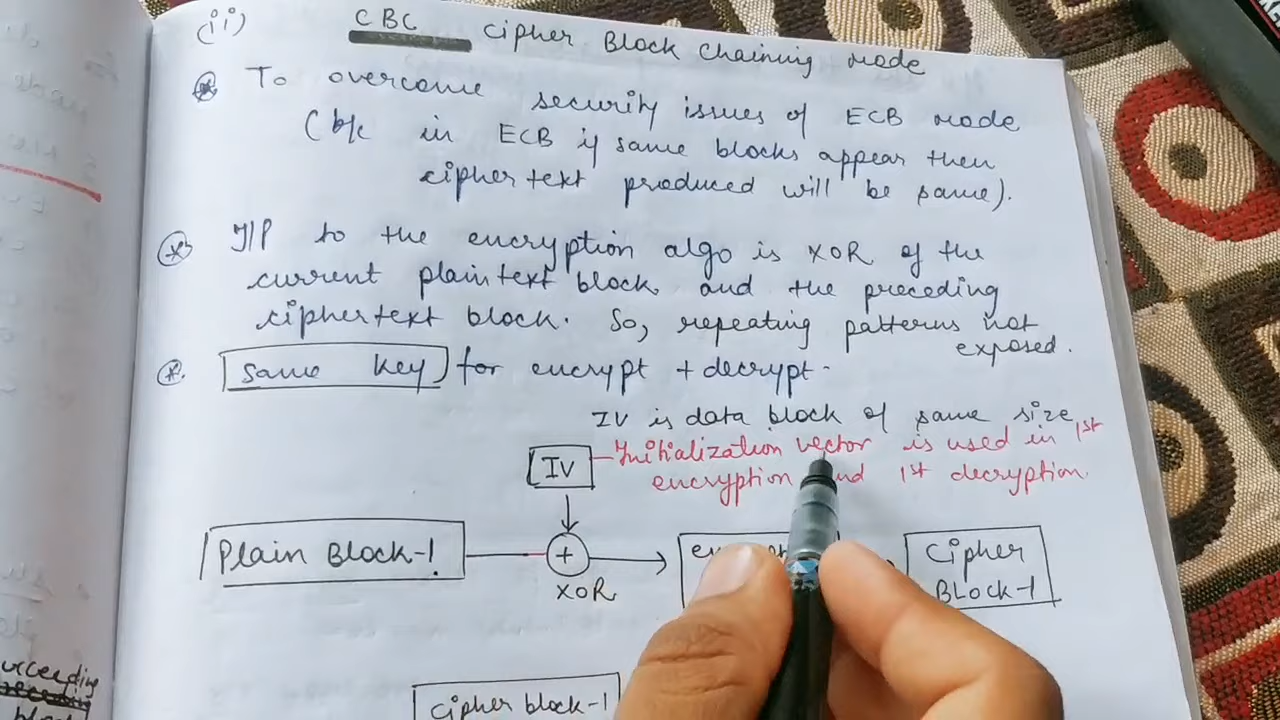 (ii) CBC Cipher Block Chaining mode
To overcome security issues of ECB mode
(b/c in ECB if same blocks appear then
ciphertext produced will be same).
I/P to the encryption algo is XOR of the
current plaintext block and the preceding
ciphertext block. So, repeating patterns not
exposed.
same key for encrypt + decrypt.
IV is data block of same size
IV Initialization vector is used in 1st
encryption and 1st decryption.
Plain Block-1 + Cipher
XOR Block-1
Cipher block-1